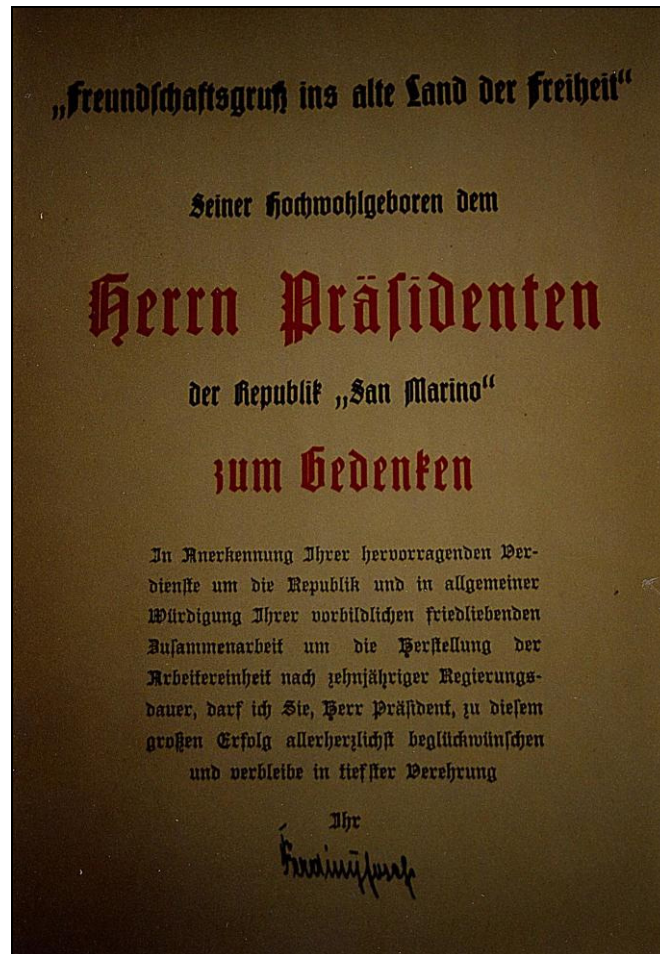 „Freundschaftsgruß ins alte Land der Freiheit“
Seiner Hochwohlgeboren dem
Herrn Präsidenten
der Republik „San Marino“
zum Gedenken
In Anerkennung Ihrer hervorragenden Ver-
dienste um die Republik und in allgemeiner
Würdigung Ihrer vorbildlichen friedliebenden
Zusammenarbeit um die Herstellung der
Arbeitereinheit nach zehnjähriger Regierungs-
dauer, darf ich Sie, Herr Präsident, zu diesem
großen Erfolg allerherzlichst beglückwünschen
und verbleibe in tiefster Verehrung
Ihr